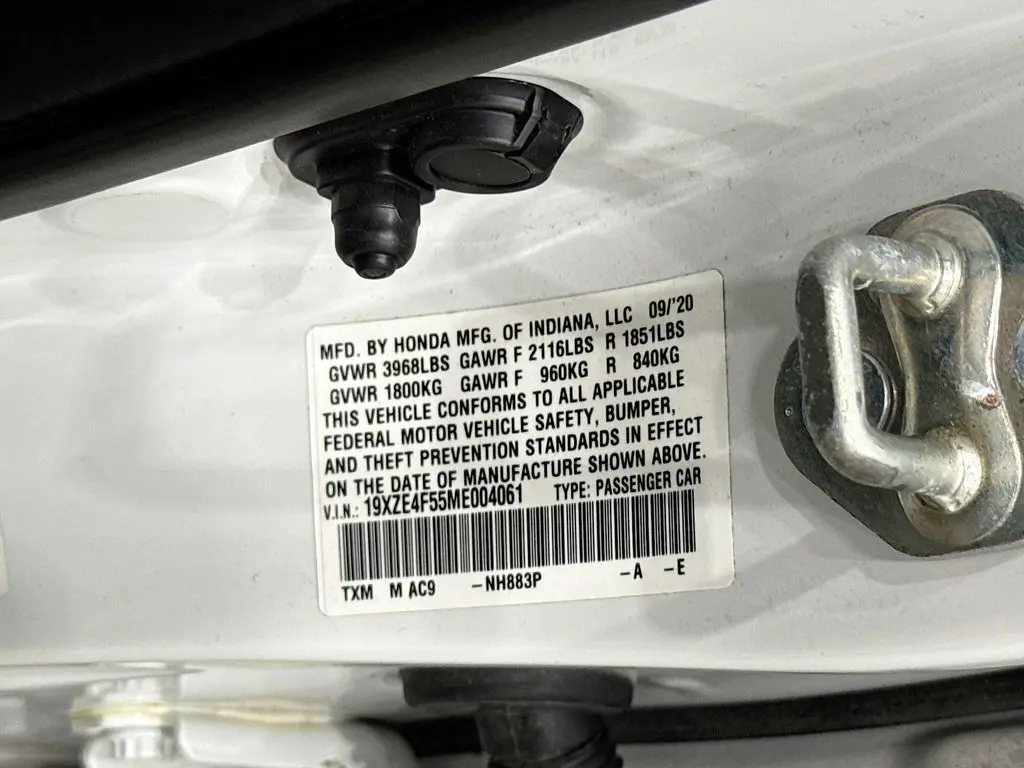 MFD. BY HONDA MFG. OF INDIANA, LLC 09/'20
GVWR 3968LBS GAWR F 2116LBS R 1851LBS
GVWR 1800KG GAWR F 960KG R 840KG
THIS VEHICLE CONFORMS TO ALL APPLICABLE
FEDERAL MOTOR VEHICLE SAFETY, BUMPER,
AND THEFT PREVENTION STANDARDS IN EFFECT
ON THE DATE OF MANUFACTURE SHOWN ABOVE.
V.I.N.: 19XZE4F55ME004061 TYPE: PASSENGER CAR
TXM M AC9 –NH883P –A –E